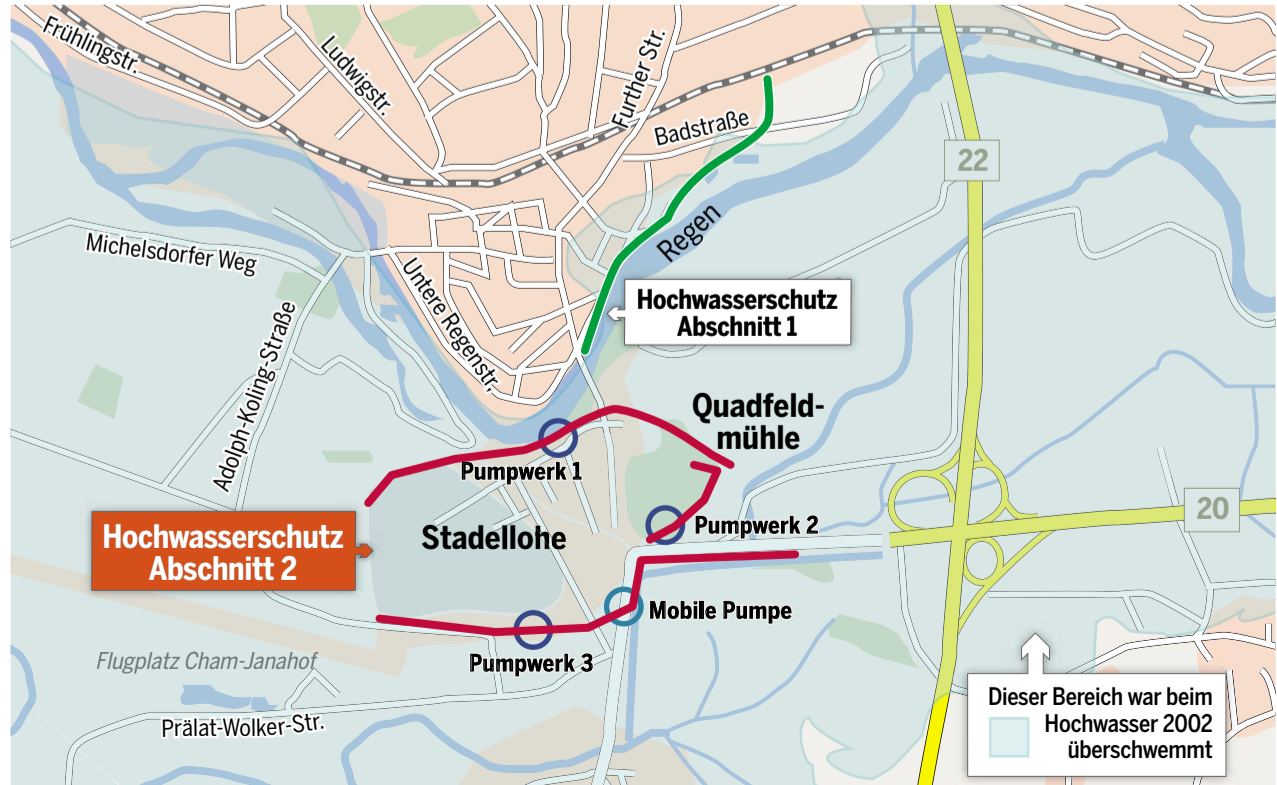 Frühlingstr.
Ludwigstr.
Further Str.
Badstraße
22
Regen
Michelsdorfer Weg
Untere Regenstr.
Adolph-Koling-Straße
Hochwasserschutz
Abschnitt 1
Quadfeld-
mühle
Pumpwerk 1
20
Pumpwerk 2
Hochwasserschutz
Abschnitt 2
Stadellohe
Mobile Pumpe
Flugplatz Cham-Janahof
Pumpwerk 3
Prälat-Wolker-Str.
Dieser Bereich war beim
Hochwasser 2002
überschwemmt